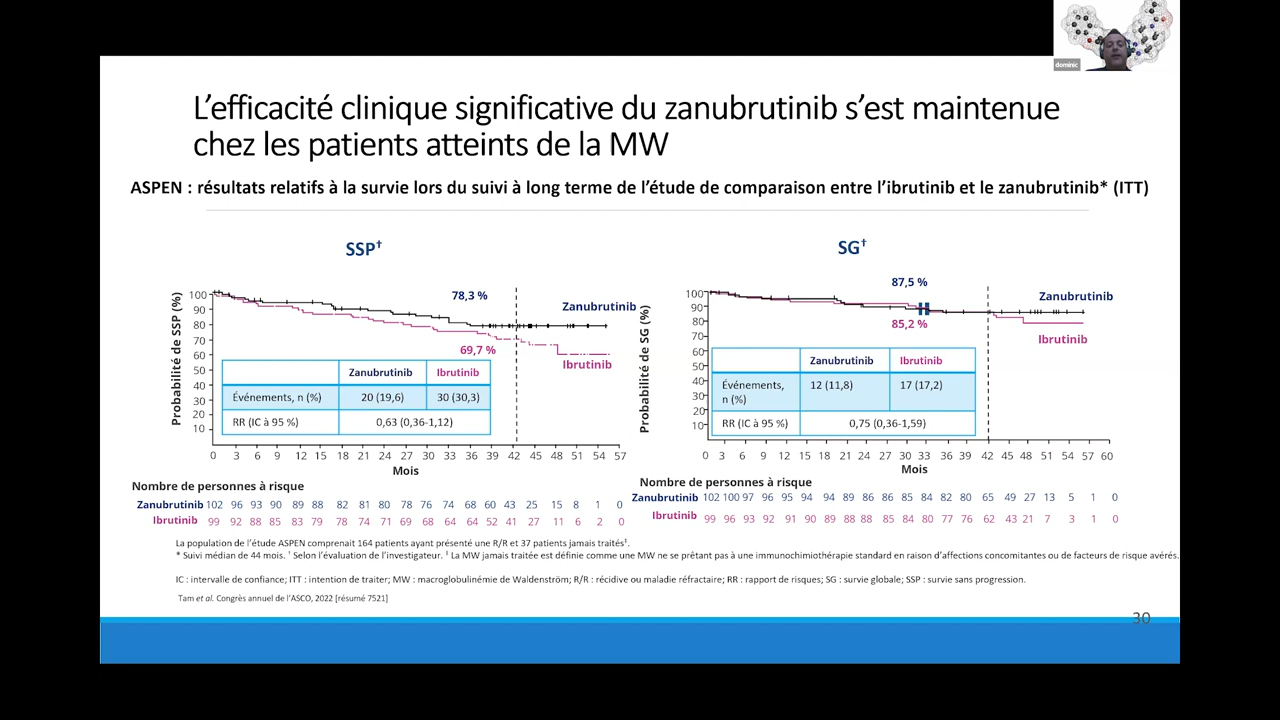 dominic
L'efficacité clinique significative du zanubrutinib s'est maintenue
chez les patients atteints de la MW
ASPEN : résultats relatifs à la survie lors du suivi à long terme de l'étude de comparaison entre l'ibrutinib et le zanubrutinib* (ITT)
SSP†
Probabilité de SSP (%)
100
90
80
70
60
50
40
30
20
10
78,3 %
69,7 %
Zanubrutinib
Ibrutinib
Zanubrutinib Ibrutinib
Événements, n (%) 20 (19,6) 30 (30,3)
RR (IC à 95 %) 0,63 (0,36-1,12)
0 3 6 9 12 15 18 21 24 27 30 33 36 39 42 45 48 51 54 57
Mois
Nombre de personnes à risque
Zanubrutinib 102 96 93 90 89 88 82 81 80 78 76 74 68 60 43 25 15 8 1 0
Ibrutinib 99 92 88 85 83 79 78 74 71 69 68 64 64 52 41 27 11 6 2 0
SG†
Probabilité de SG (%)
100
90
80
70
60
50
40
30
20
10
87,5 %
85,2 %
Zanubrutinib
Ibrutinib
Zanubrutinib Ibrutinib
Événements, 12 (11,8) 17 (17,2)
n (%)
RR (IC à 95 %) 0,75 (0,36-1,59)
0 3 6 9 12 15 18 21 24 27 30 33 36 39 42 45 48 51 54 57 60
Mois
Nombre de personnes à risque
Zanubrutinib 102 100 97 96 95 94 94 89 86 86 85 84 82 80 65 49 27 13 5 1 0
Ibrutinib 99 96 93 92 91 90 89 88 88 85 84 80 77 76 62 43 21 7 3 1 0
La population de l'étude ASPEN comprenait 164 patients ayant présenté une R/R et 37 patients jamais traités‡.
* Suivi médian de 44 mois. † Selon l'évaluation de l'investigateur. ‡ La MW jamais traitée est définie comme une MW ne se prêtant pas à une immunochimiothérapie standard en raison d'affections concomitantes ou de facteurs de risque avérés.
IC : intervalle de confiance; ITT : intention de traiter; MW : macroglobulinémie de Waldenström; R/R : récidive ou maladie réfractaire; RR : rapport de risques; SG : survie globale; SSP : survie sans progression.
Tam et al. Congrès annuel de l'ASCO, 2022 [résumé 7521]
30